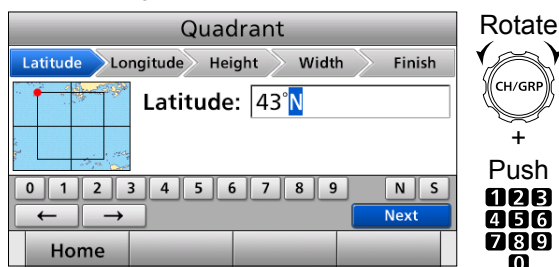 Quadrant
Latitude Longitude Height Width Finish
Latitude: 43°N
0 1 2 3 4 5 6 7 8 9 N S
← → Next
Home
Rotate
CH/GRP
+
Push
1 2 3
4 5 6
7 8 9
0